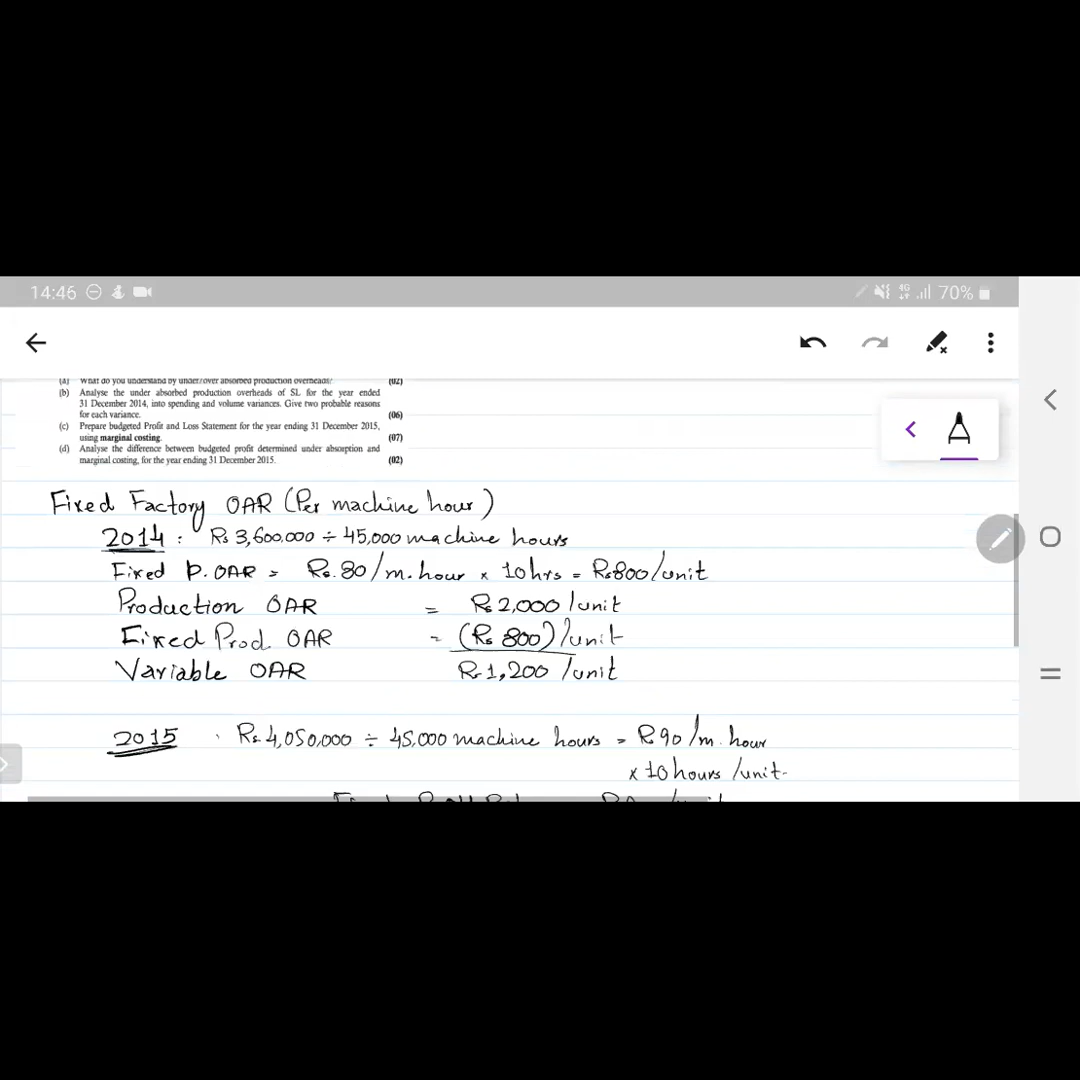 14:46 4G 70%
(a) What do you understand by under/over absorbed production overheads? (02)
(b) Analyse the under absorbed production overheads of SL for the year ended
31 December 2014, into spending and volume variances. Give two probable reasons
for each variance. (06)
(c) Prepare budgeted Profit and Loss Statement for the year ending 31 December 2015,
using marginal costing. (07)
(d) Analyse the difference between budgeted profit determined under absorption and
marginal costing, for the year ending 31 December 2015. (02)
Fixed Factory OAR (Per machine hour)
2014 : Rs 3,600,000 ÷ 45,000 machine hours
Fixed P. OAR = Rs. 80/m. hour x 10hrs = Rs800/unit
Production OAR = Rs 2,000 /unit
Fixed Prod. OAR = (Rs 800)/unit
Variable OAR Rs 1,200 /unit
2015 . Rs. 4,050,000 ÷ 45,000 machine hours = R90/m. hour
x 10 hours /unit